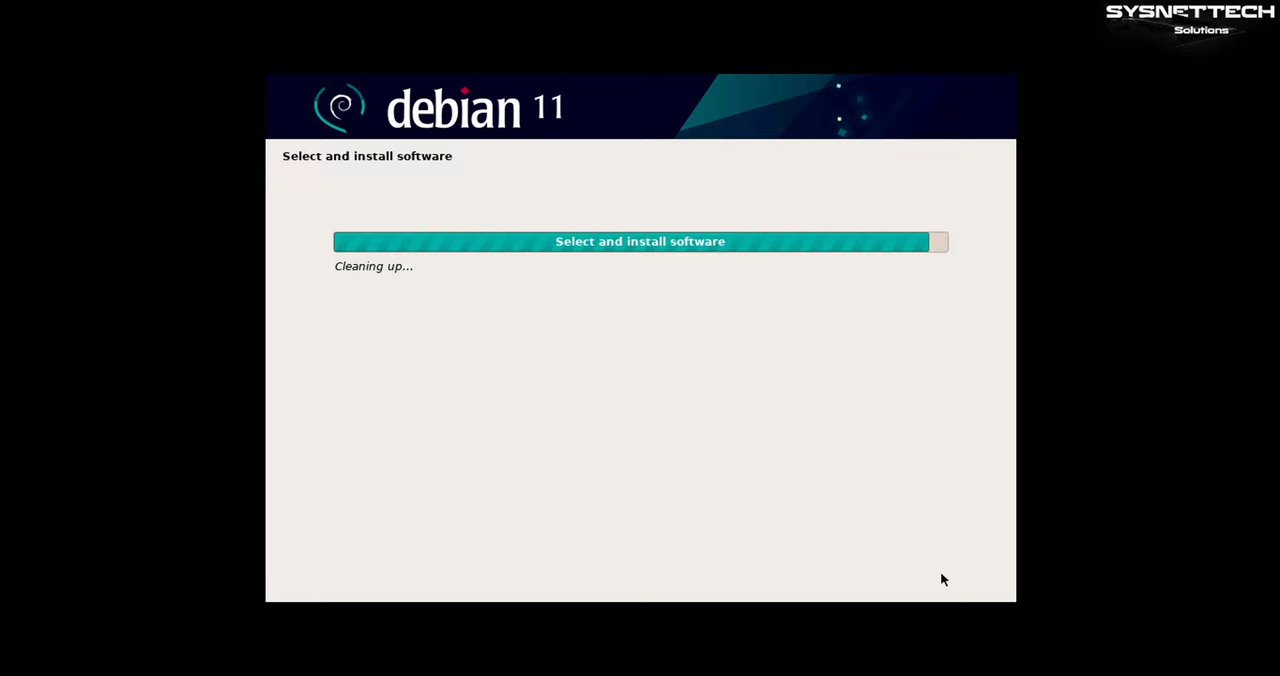 SYSNETTECH
Solutions
debian 11
Select and install software
Select and install software
Cleaning up...